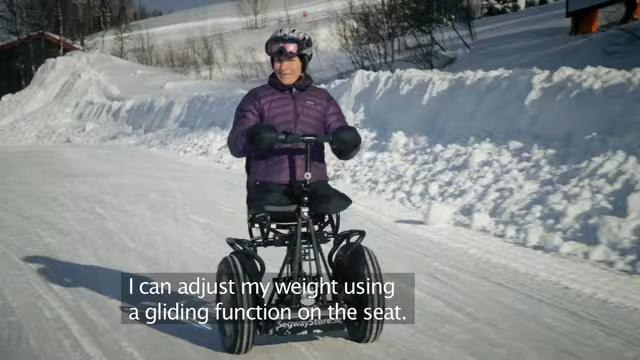 I can adjust my weight using
a gliding function on the seat.
SegwayStore